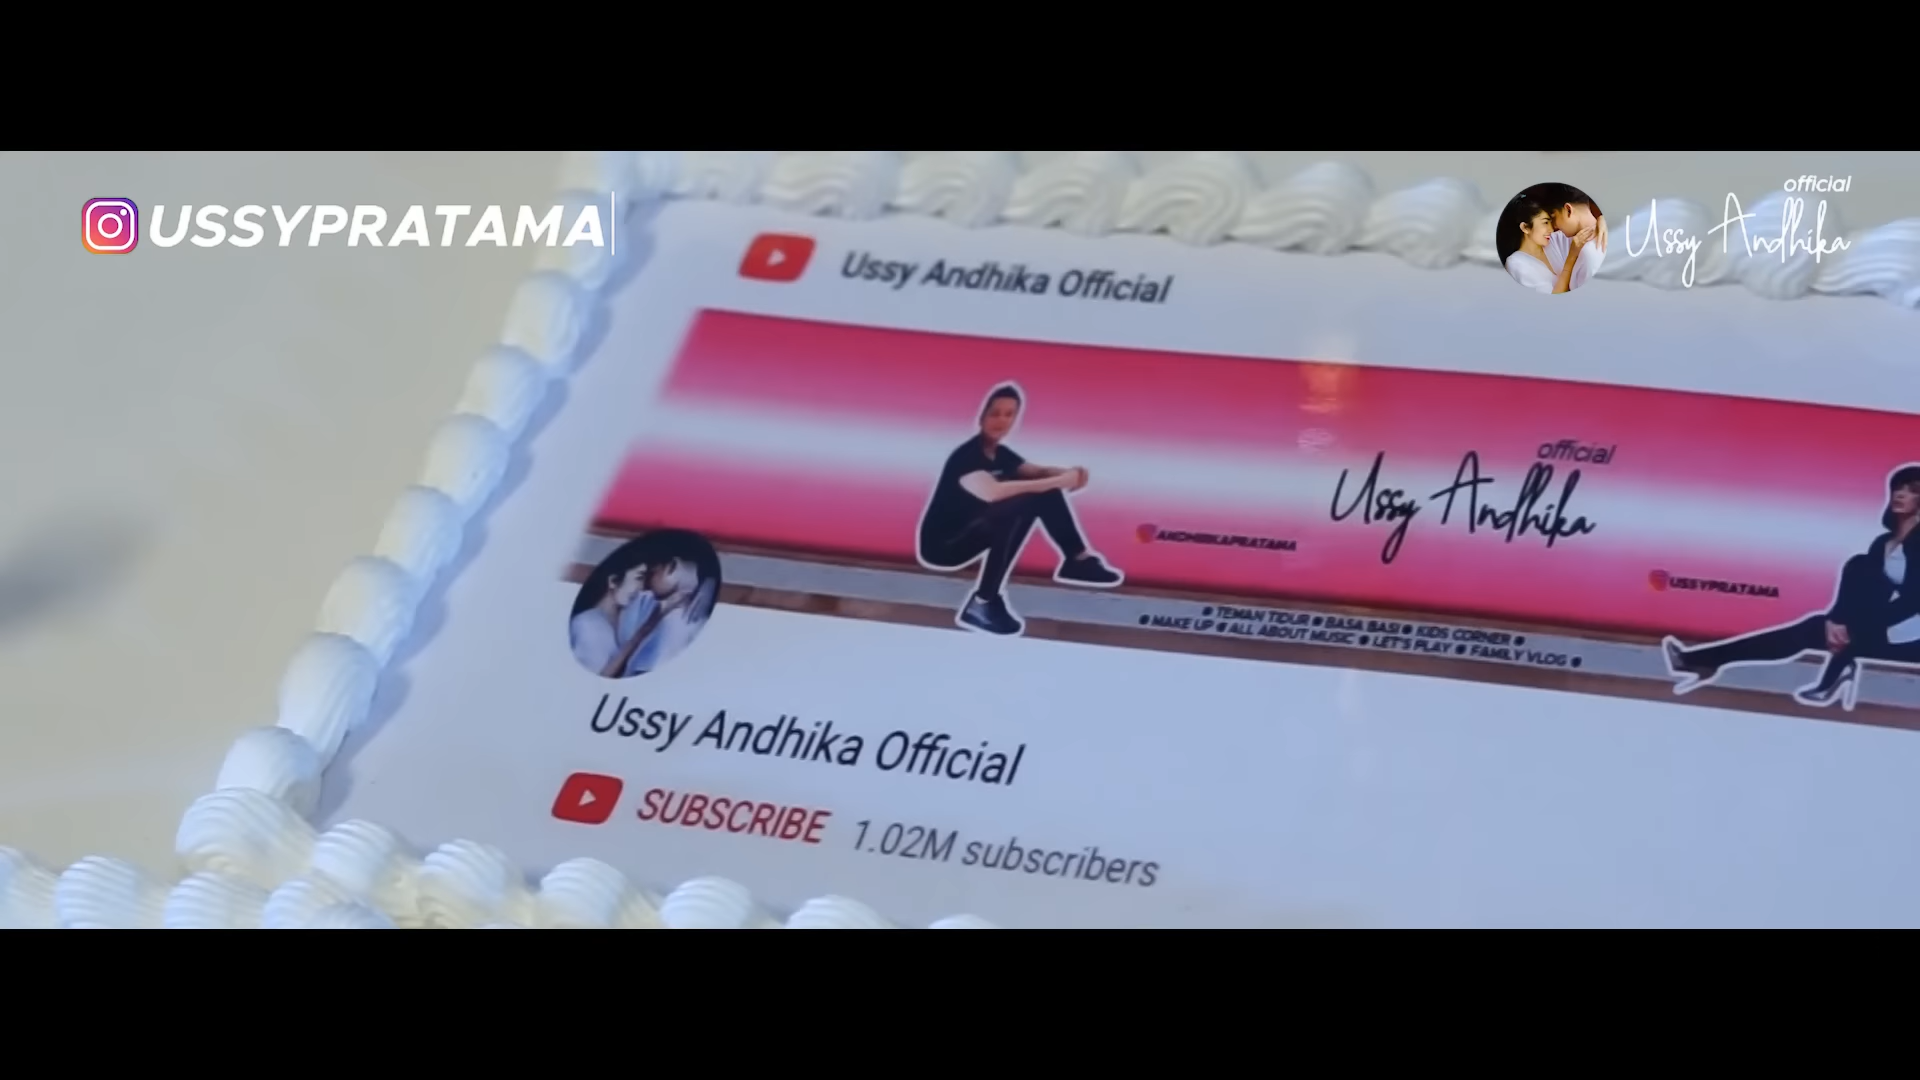 USSYPRATAMA
official
Ussy Andhika
Ussy Andhika Official
official
Ussy Andhika
@ANDHIIKAPRATAMA
@USSYPRATAMA
TEMAN TIDUR BASA BASI KIDS CORNER
MAKE UP ALL ABOUT MUSIC LET'S PLAY FAMILY VLOG
Ussy Andhika Official
SUBSCRIBE 1.02M subscribers